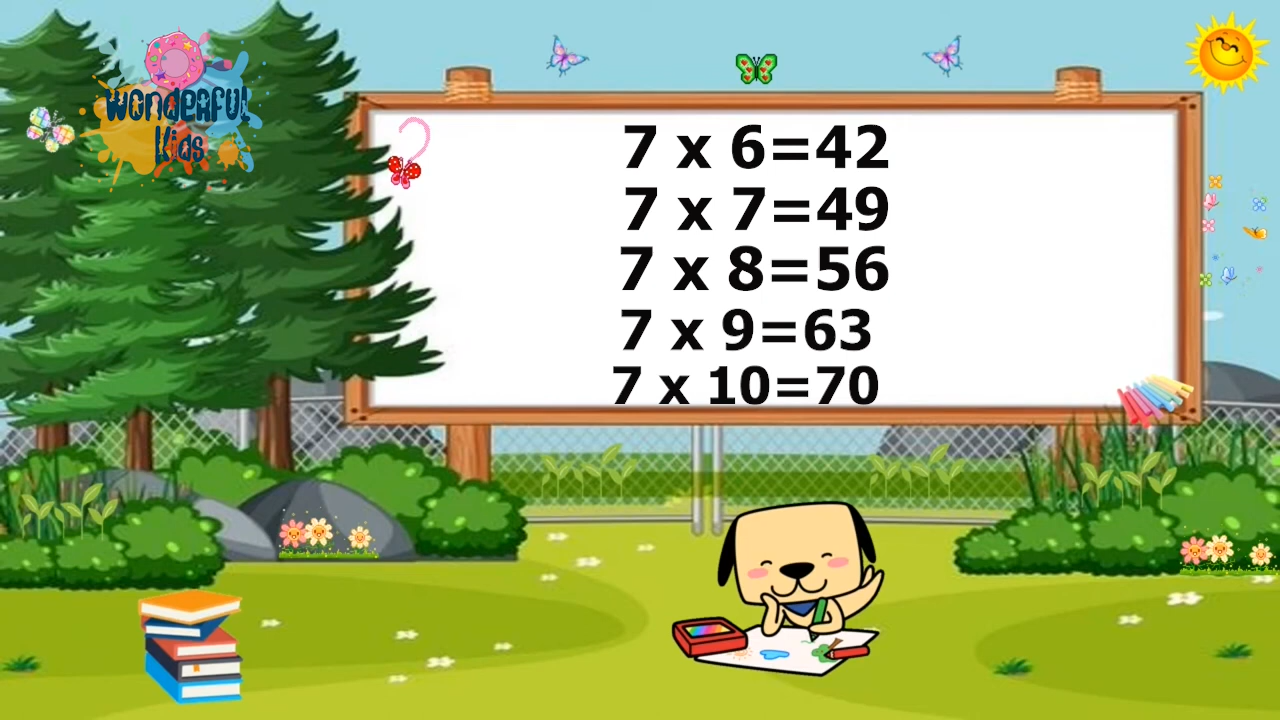 Wonderful
Kids
7 x 6=42
7 x 7=49
7 x 8=56
7 x 9=63
7 x 10=70